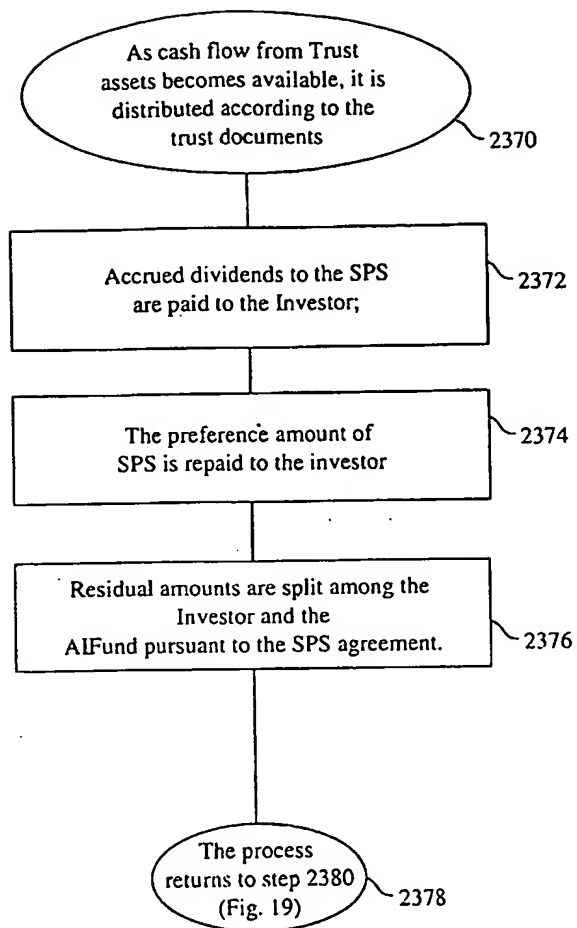 As cash flow from Trust
assets becomes available, it is
distributed according to the
trust documents
2370
Accrued dividends to the SPS
are paid to the Investor;
2372
The preference amount of
SPS is repaid to the investor
2374
Residual amounts are split among the
Investor and the
AIFund pursuant to the SPS agreement.
2376
The process
returns to step 2380
(Fig. 19)
2378